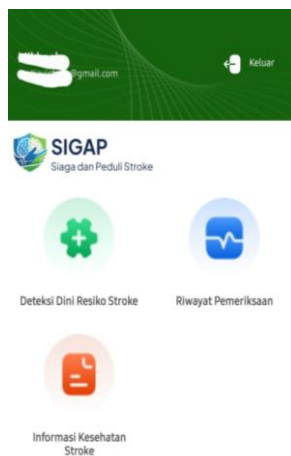 @gmail.com
Keluar
SIGAP
Siaga dan Peduli Stroke
Deteksi Dini Resiko Stroke
Riwayat Pemeriksaan
Informasi Kesehatan
Stroke